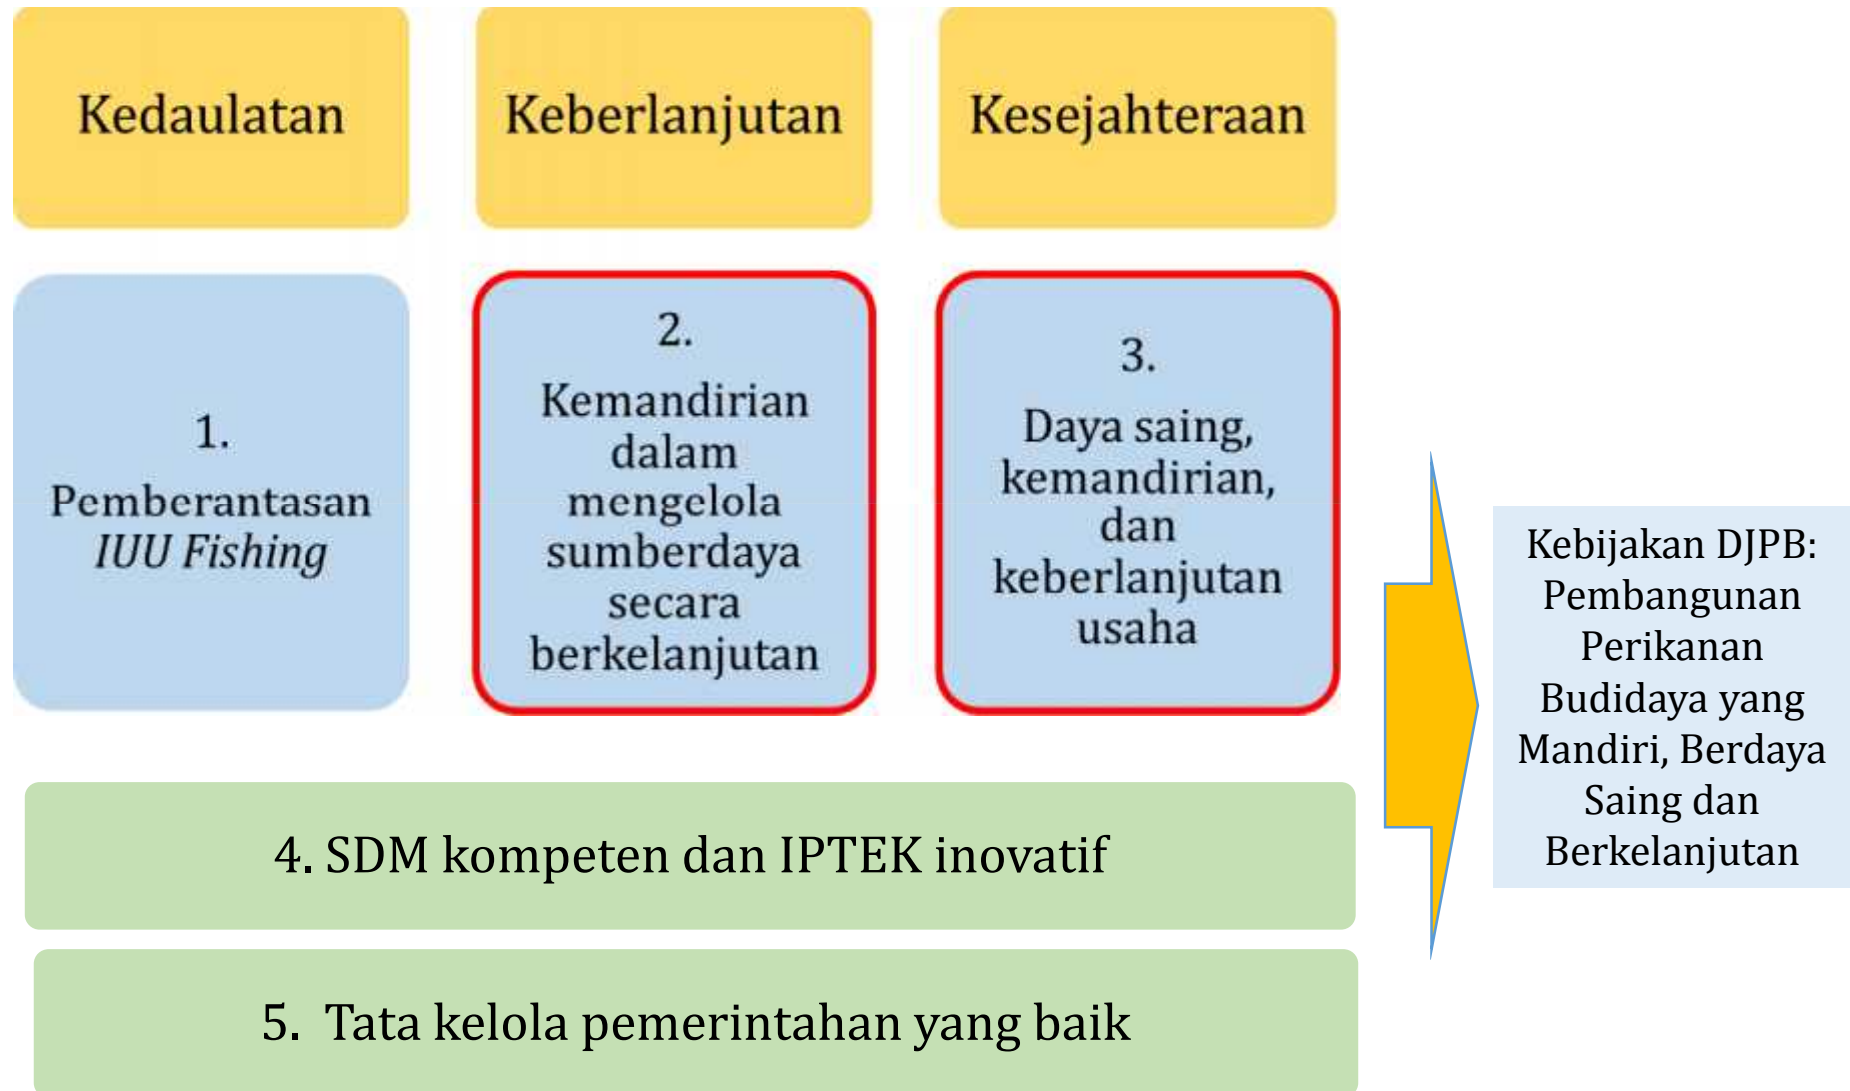 Kedaulatan
Keberlanjutan
Kesejahteraan
1.
Pemberantasan
IUU Fishing
2.
Kemandirian
dalam
mengelola
sumberdaya
secara
berkelanjutan
3.
Daya saing,
kemandirian,
dan
keberlanjutan
usaha
4. SDM kompeten dan IPTEK inovatif
5. Tata kelola pemerintahan yang baik
Kebijakan DJPB:
Pembangunan
Perikanan
Budidaya yang
Mandiri, Berdaya
Saing dan
Berkelanjutan